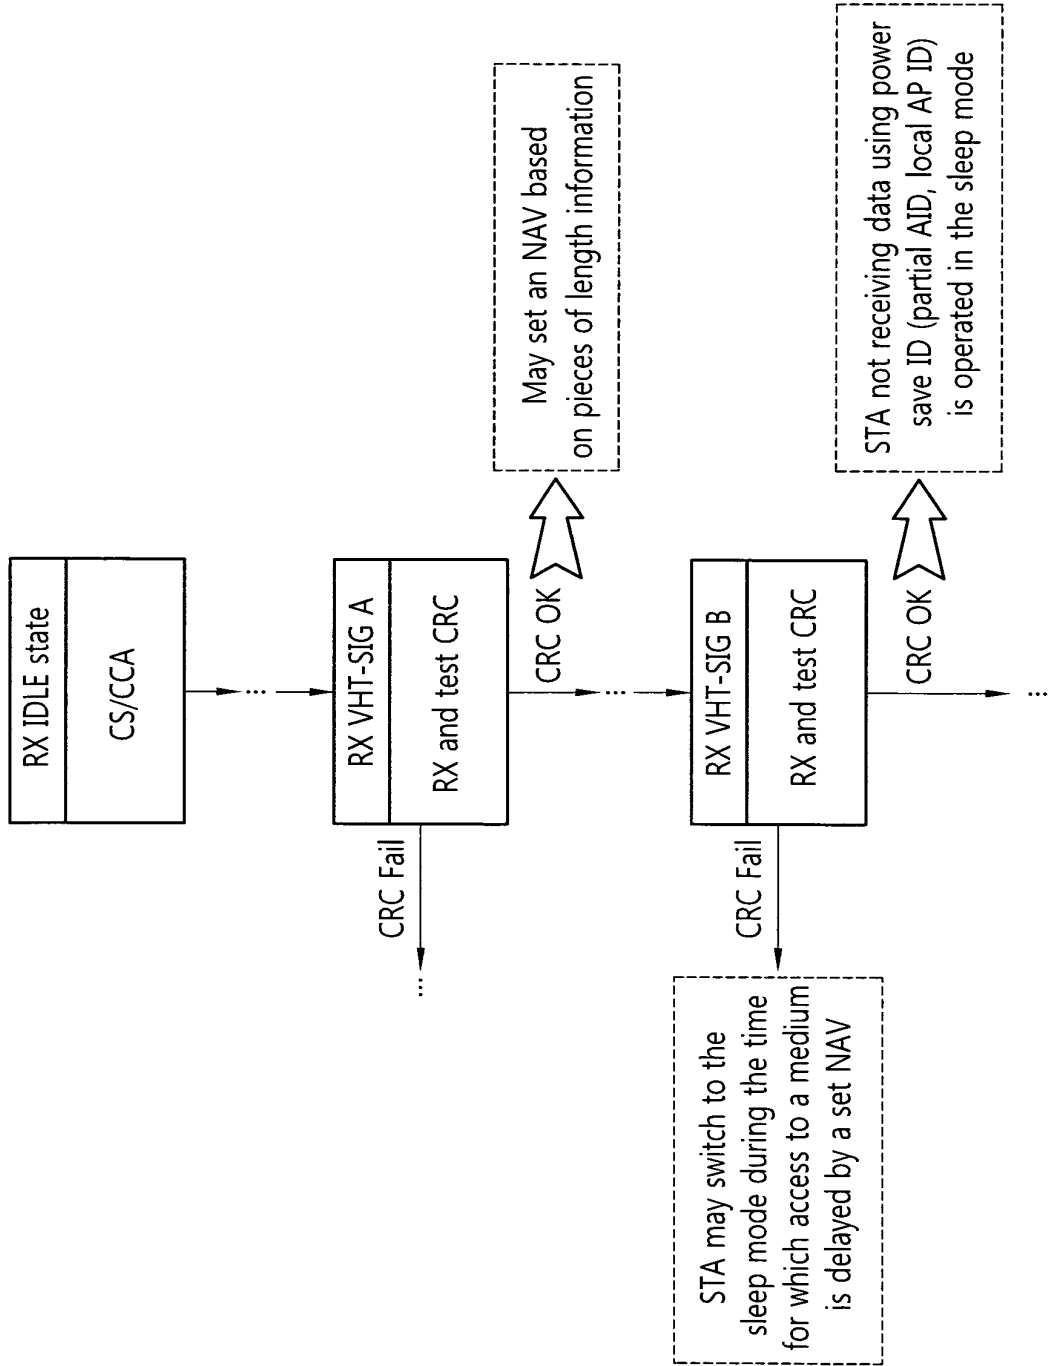 RX IDLE state
CS/CCA
...
RX VHT-SIG A
RX and test CRC
CRC Fail
...
CRC OK
May set an NAV based
on pieces of length information
...
RX VHT-SIG B
RX and test CRC
CRC Fail
STA may switch to the
sleep mode during the time
for which access to a medium
is delayed by a set NAV
CRC OK
STA not receiving data using power
save ID (partial AID, local AP ID)
is operated in the sleep mode
...